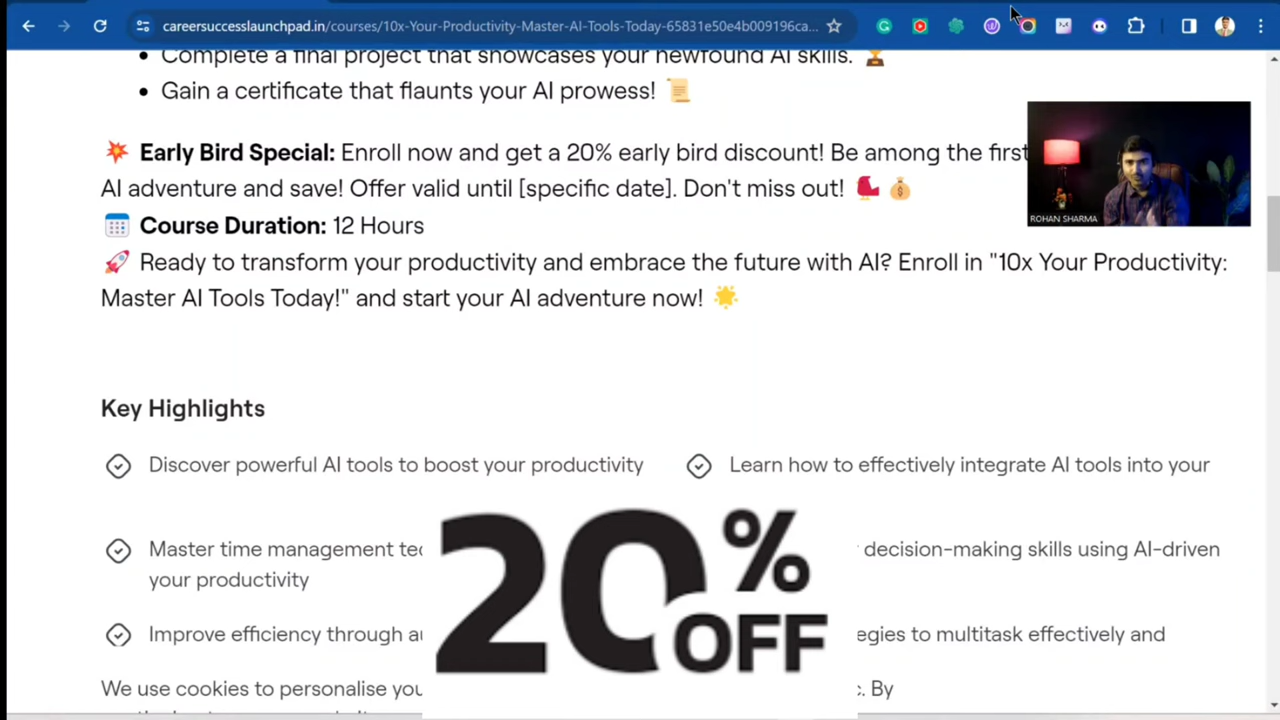 careersuccesslaunchpad.in/courses/10x-Your-Productivity-Master-AI-Tools-Today-65831e50e4b009196ca...
Complete a final project that showcases your newfound AI skills. 🏆
Gain a certificate that flaunts your AI prowess! 📜
💥 Early Bird Special: Enroll now and get a 20% early bird discount! Be among the first
AI adventure and save! Offer valid until [specific date]. Don't miss out! 💰
ROHAN SHARMA
Course Duration: 12 Hours
🚀 Ready to transform your productivity and embrace the future with AI? Enroll in "10x Your Productivity:
Master AI Tools Today!" and start your AI adventure now! 🌟
Key Highlights
Discover powerful AI tools to boost your productivity
Learn how to effectively integrate AI tools into your
Master time management
your productivity
decision-making skills using AI-driven
Improve efficiency through
to multitask effectively and
We use cookies to personalise
By
20% OFF